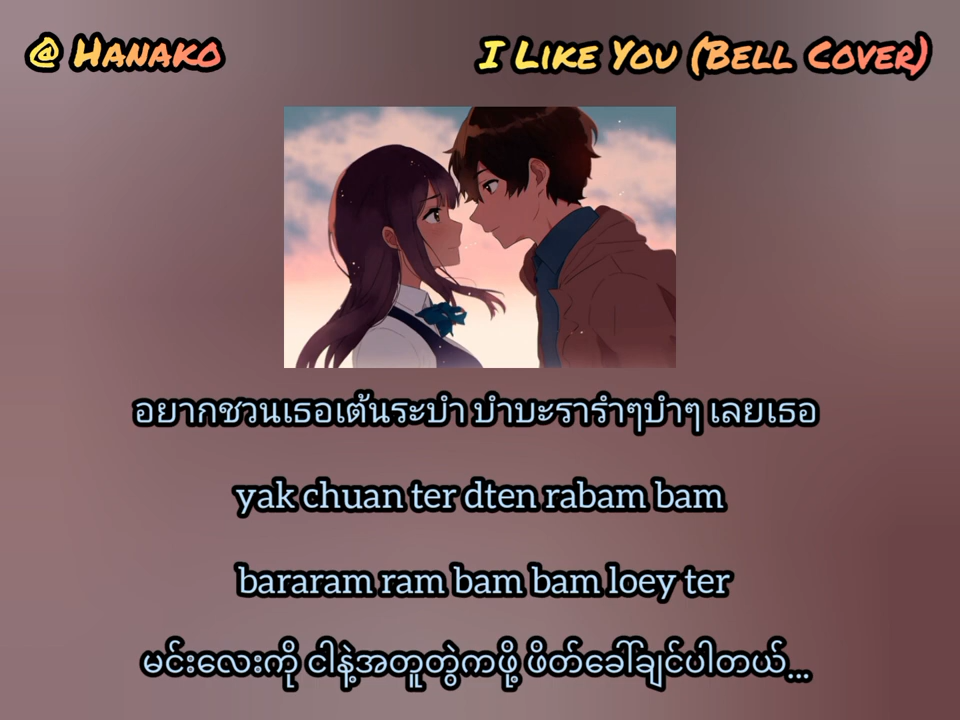 @ Hanako
I Like You (Bell Cover)
อยากชวนเธอเต้นระบำ บำบะรารำๆบำๆ เลยเธอ
yak chuan ter dten rabam bam
bararam ram bam bam loey ter
မင်းလေးကို ငါနဲ့အတူတွဲကဖို့ ဖိတ်ခေါ်ချင်ပါတယ်...